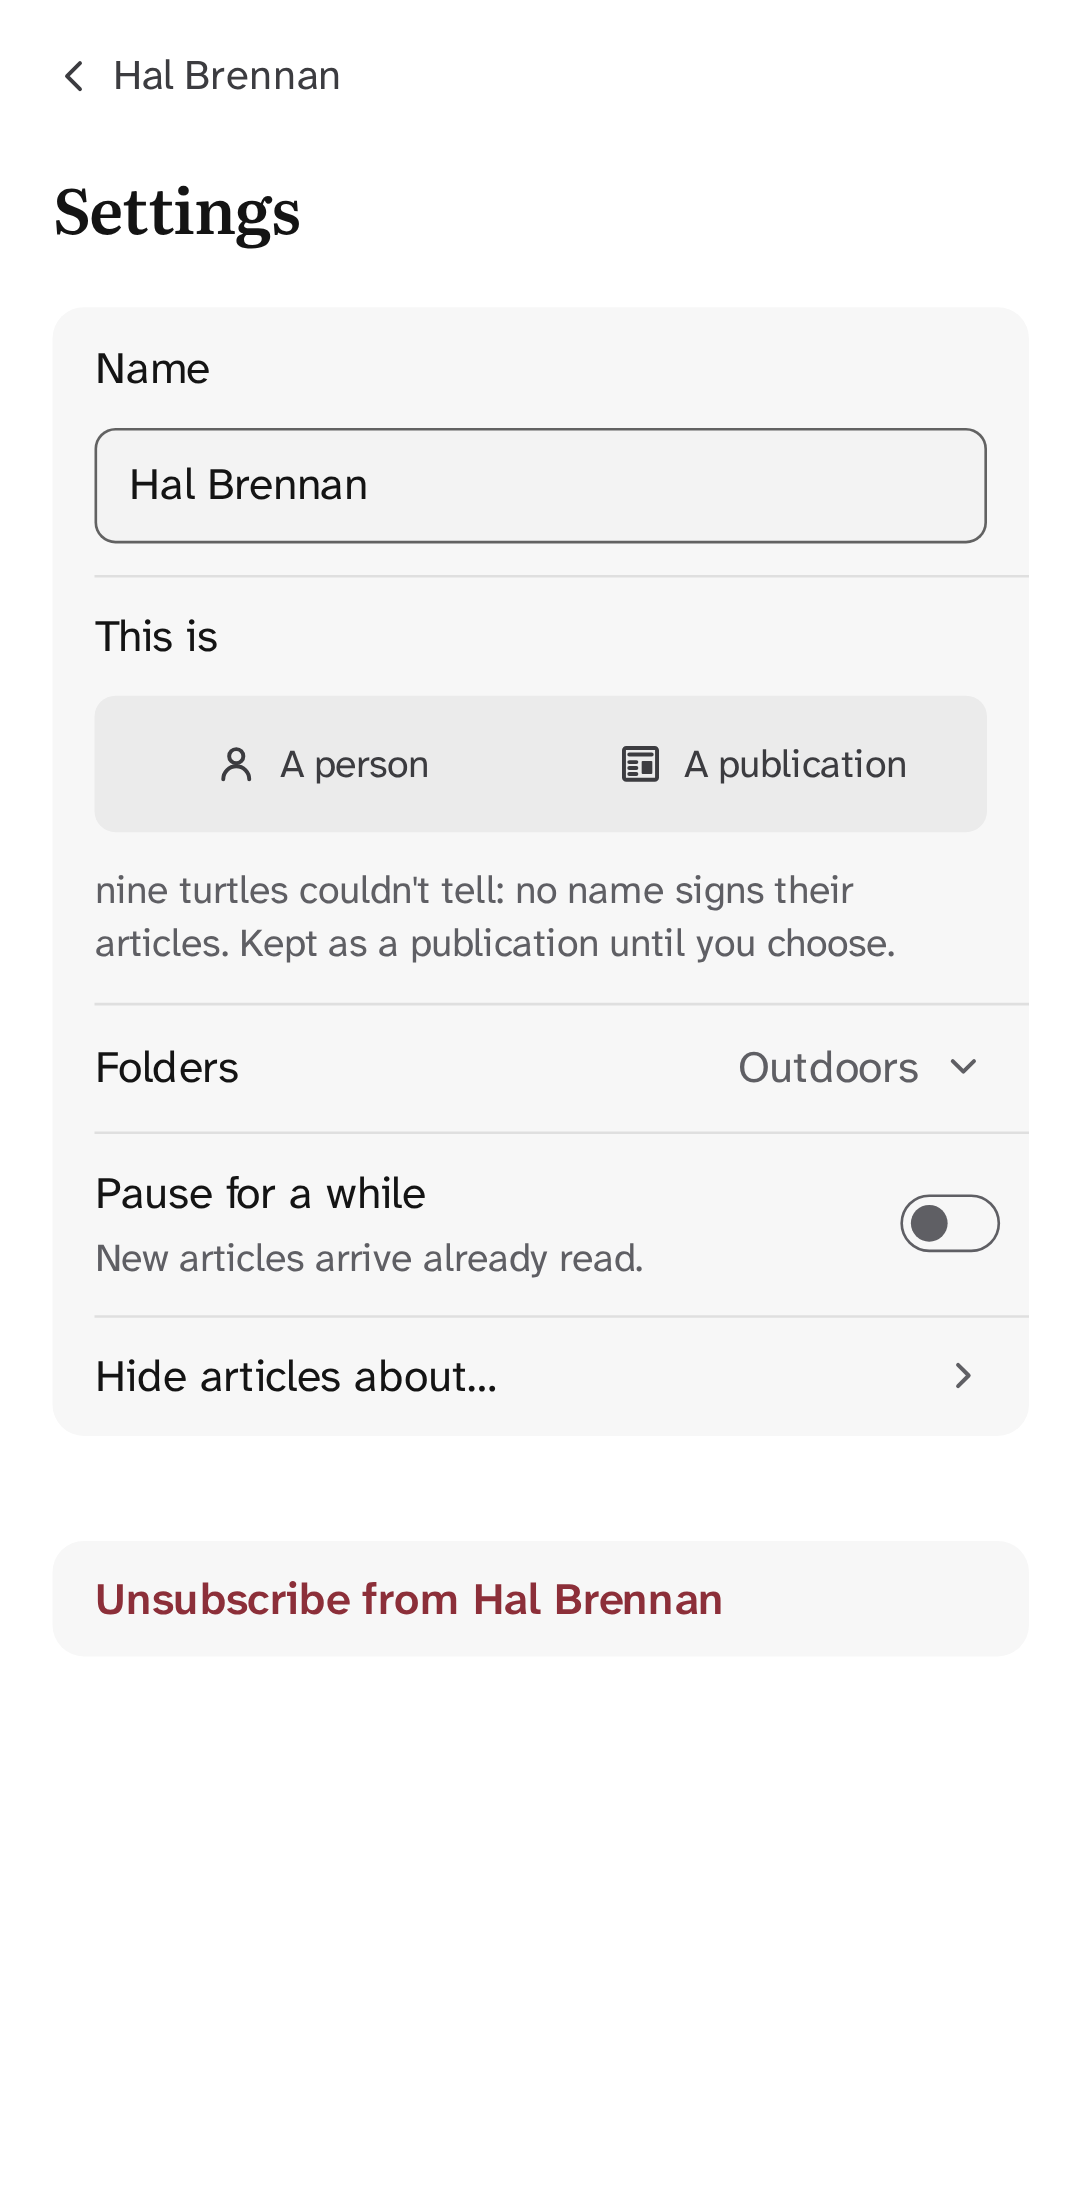 Hal Brennan
Settings
Name
Hal Brennan
This is
A person
A publication
nine turtles couldn't tell: no name signs their
articles. Kept as a publication until you choose.
Folders
Outdoors
Pause for a while
New articles arrive already read.
Hide articles about...
Unsubscribe from Hal Brennan